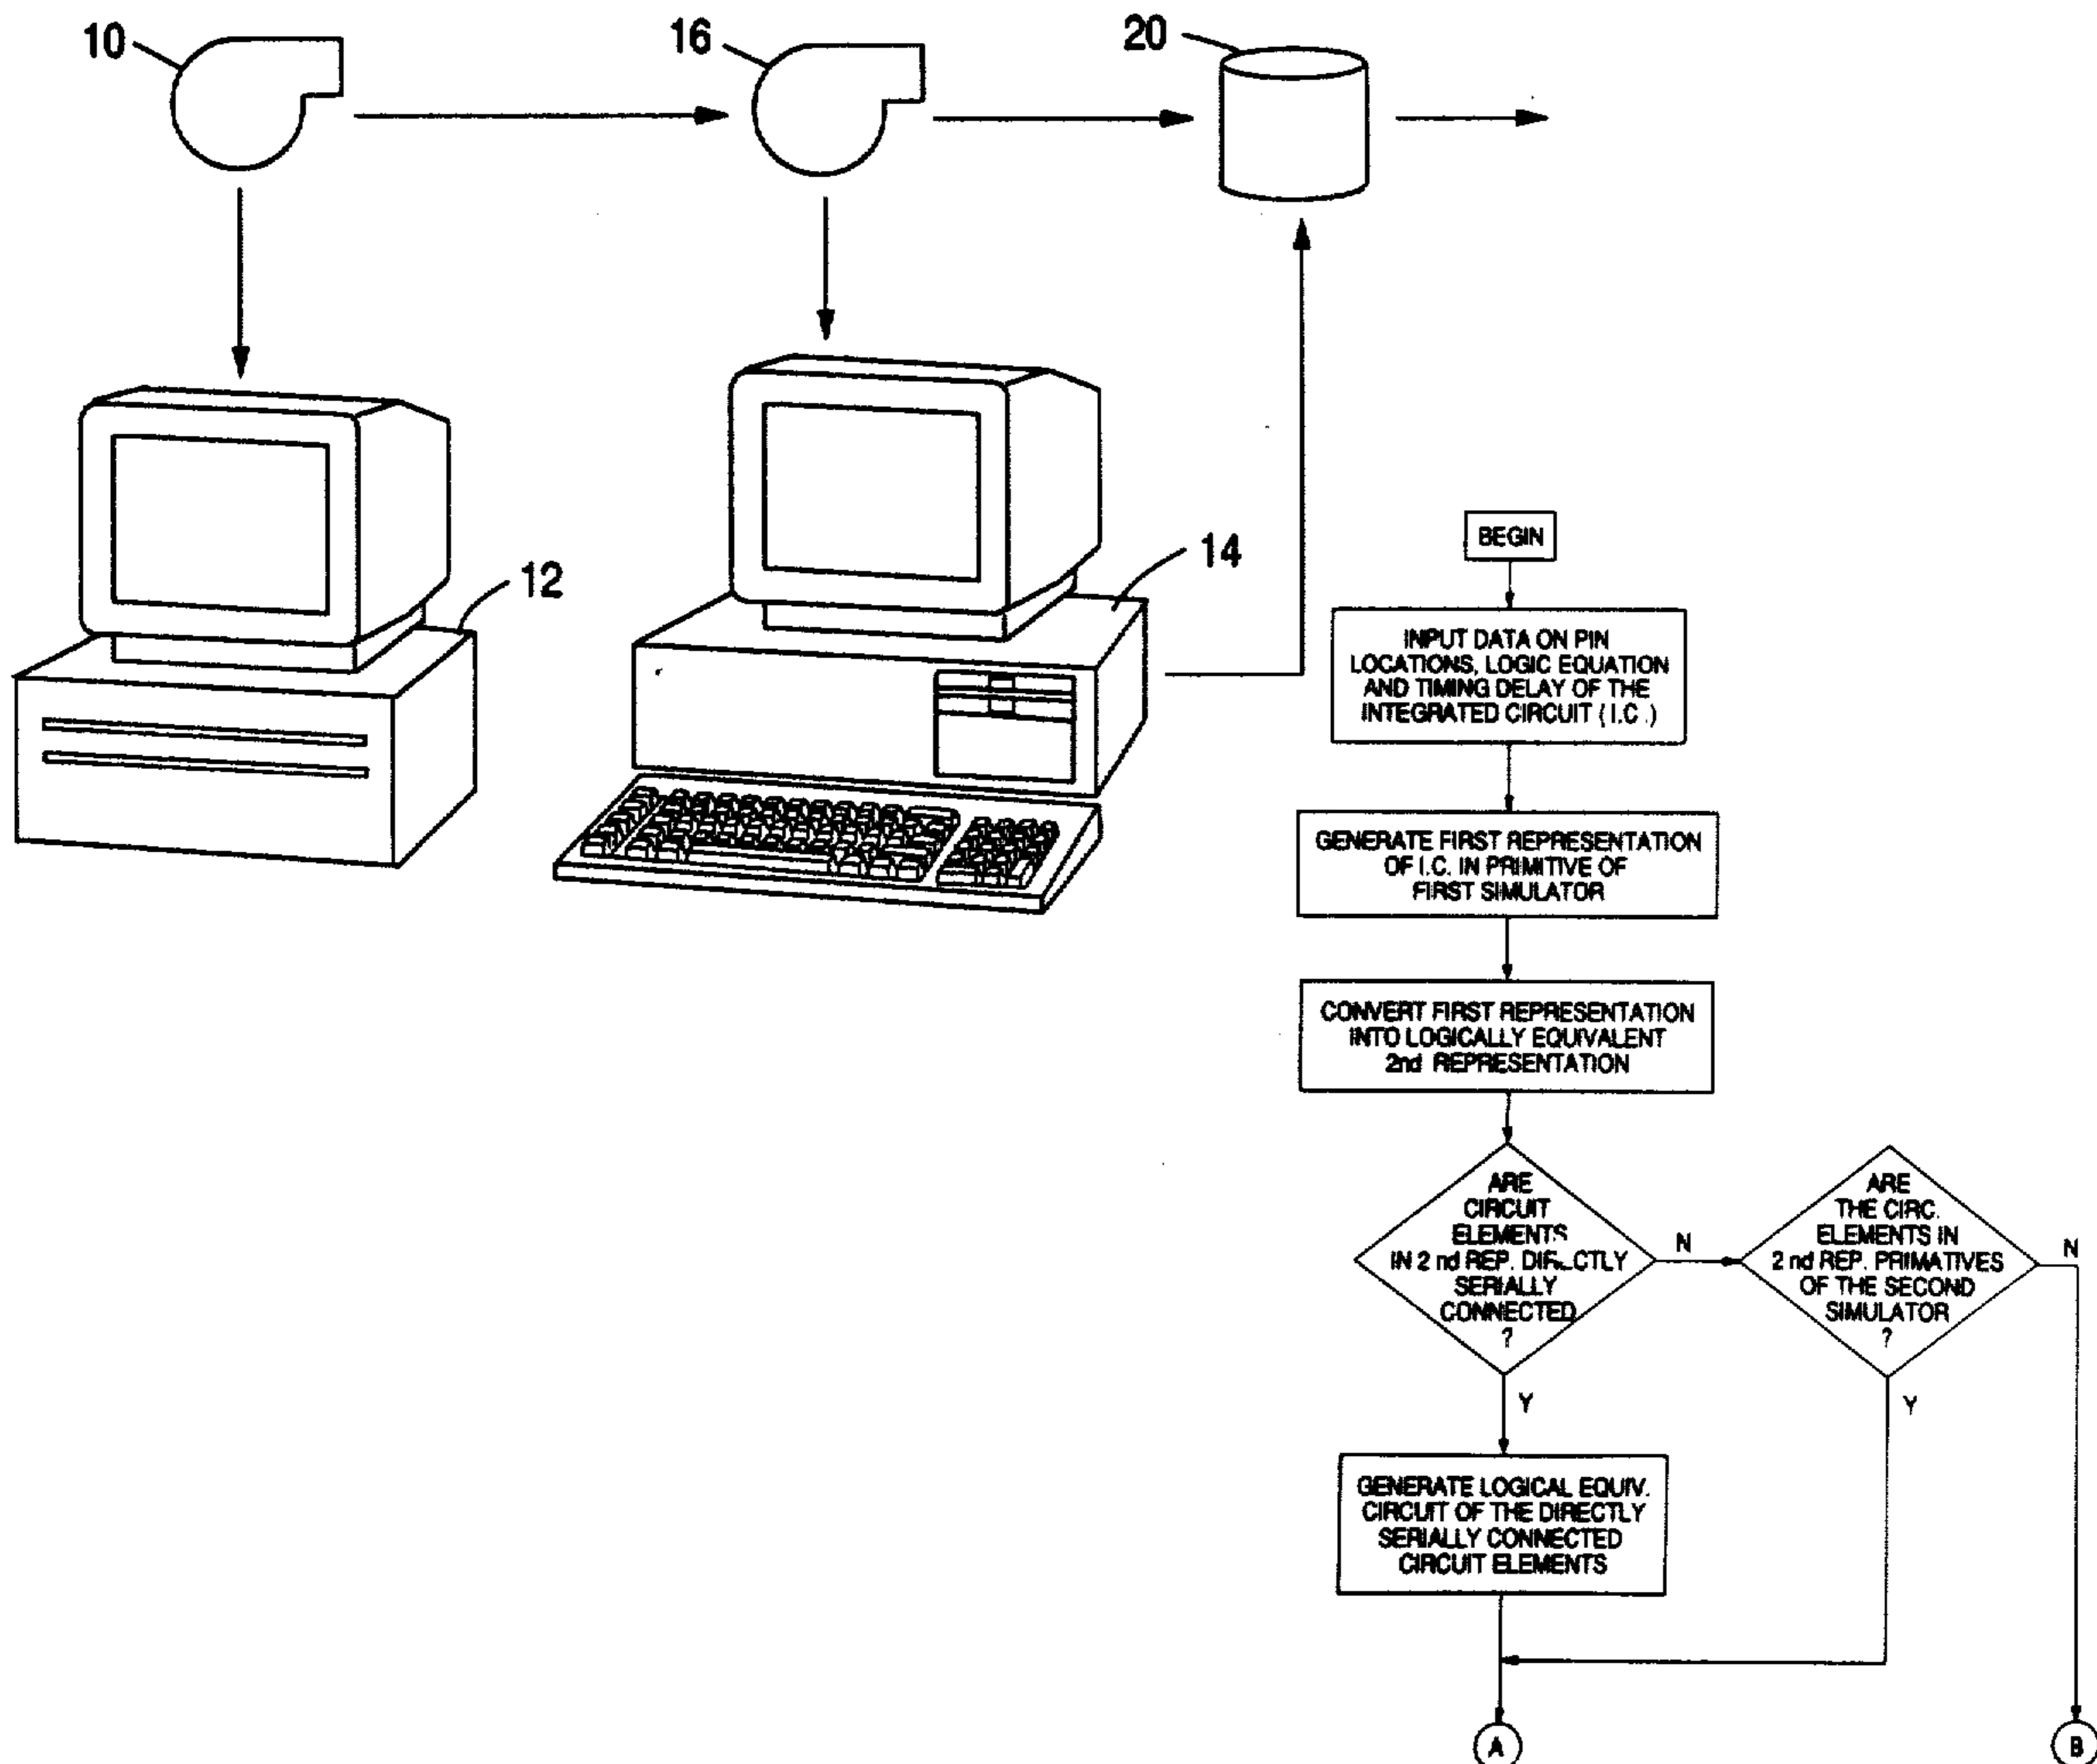 10
16
20
12
14
BEGIN
INPUT DATA ON PIN
LOCATIONS, LOGIC EQUATION
AND TIMING DELAY OF THE
INTEGRATED CIRCUIT ( I.C .)
GENERATE FIRST REPRESENTATION
OF I.C. IN PRIMITIVE OF
FIRST SIMULATOR
CONVERT FIRST REPRESENTATION
INTO LOGICALLY EQUIVALENT
2nd REPRESENTATION
ARE
CIRCUIT
ELEMENTS
IN 2 nd REP. DIRECTLY
SERIALLY
CONNECTED
?
N
ARE
THE CIRC.
ELEMENTS IN
2 nd REP. PRIMATIVES
OF THE SECOND
SIMULATOR
?
N
Y
Y
GENERATE LOGICAL EQUIV.
CIRCUIT OF THE DIRECTLY
SERIALLY CONNECTED
CIRCUIT ELEMENTS
A
B